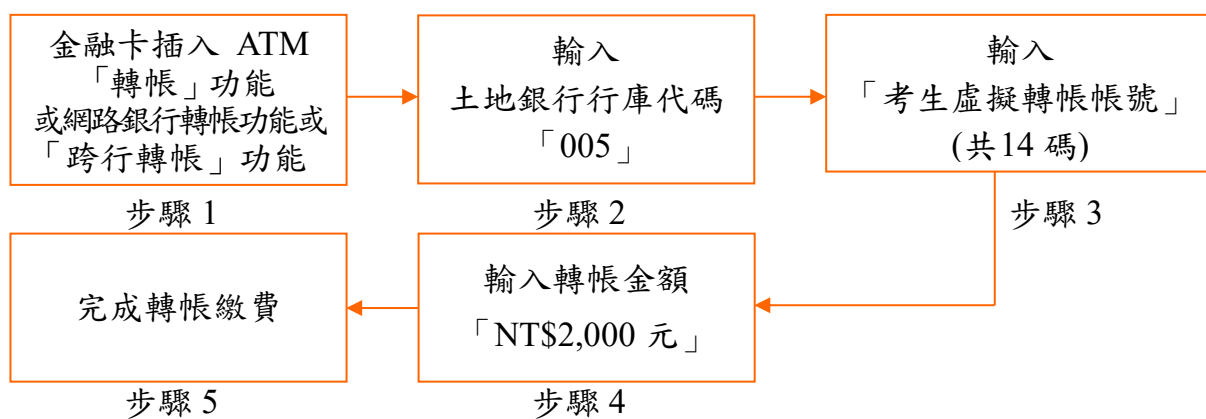 金融卡插入 ATM
「轉帳」功能
或網路銀行轉帳功能或
「跨行轉帳」功能
步驟 1
輸入
土地銀行行庫代碼
「005」
步驟 2
輸入
「考生虛擬轉帳帳號」
(共14 碼)
步驟 3
輸入轉帳金額
「NT$2,000 元」
步驟 4
完成轉帳繳費
步驟 5